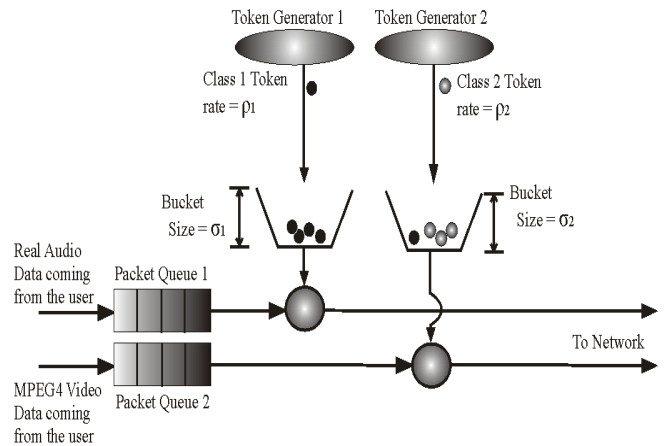 Token Generator 1
Token Generator 2
Class 1 Token
rate = ρ1
Class 2 Token
rate = ρ2
Bucket
Size = σ1
Bucket
Size = σ2
Real Audio
Data coming
from the user
Packet Queue 1
To Network
MPEG4 Video
Data coming
from the user
Packet Queue 2